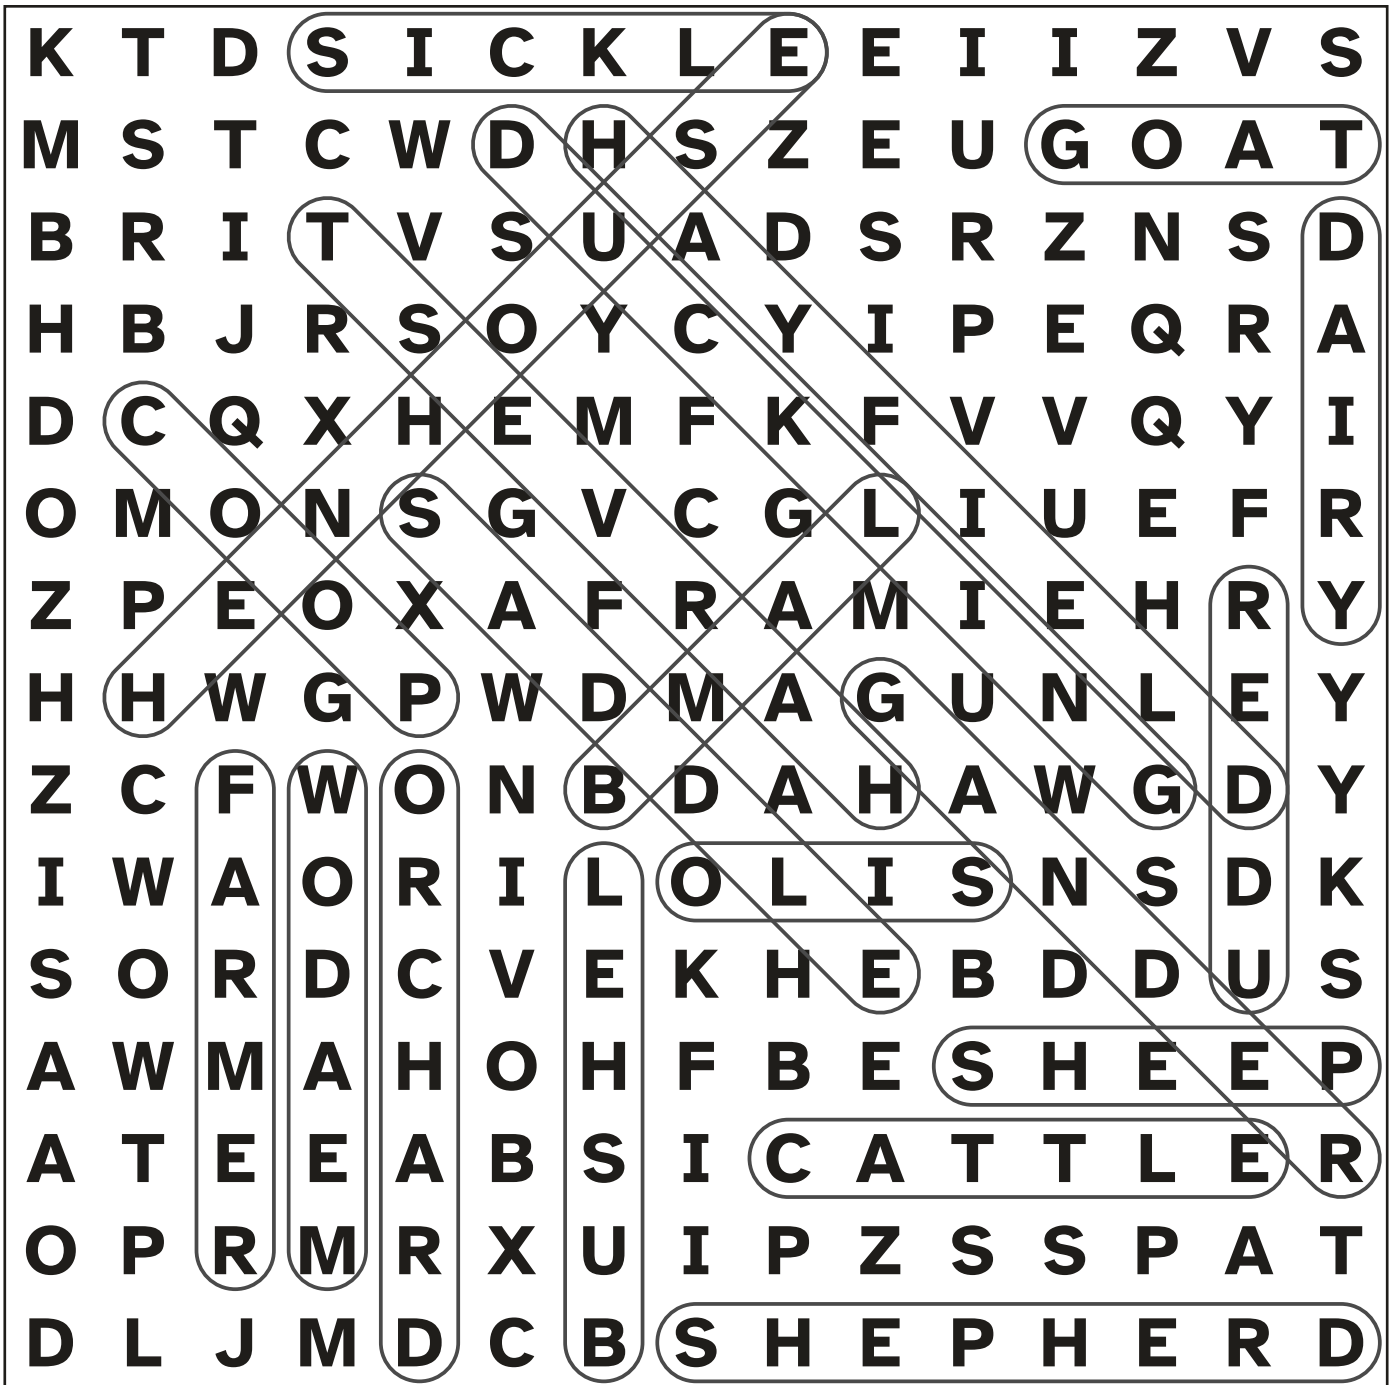 K T D S I C K L E E I I Z V S
M S T C W D H S Z E U G O A T
B R I T V S U A D S R Z N S D
H B J R S O Y C Y I P E Q R A
D C Q X H E M F K F V V Q Y I
O M O N S G V C G L I U E F R
Z P E O X A F R A M I E H R Y
H H W G P W D M A G U N L E Y
Z C F W O N B D A H A W G D Y
I W A O R I L O L I S N S D K
S O R D C V E K H E B D D U S
A W M A H O H F B E S H E E P
A T E E A B S I C A T T L E R
O P R M R X U I P Z S S P A T
D L J M D C B S H E P H E R D